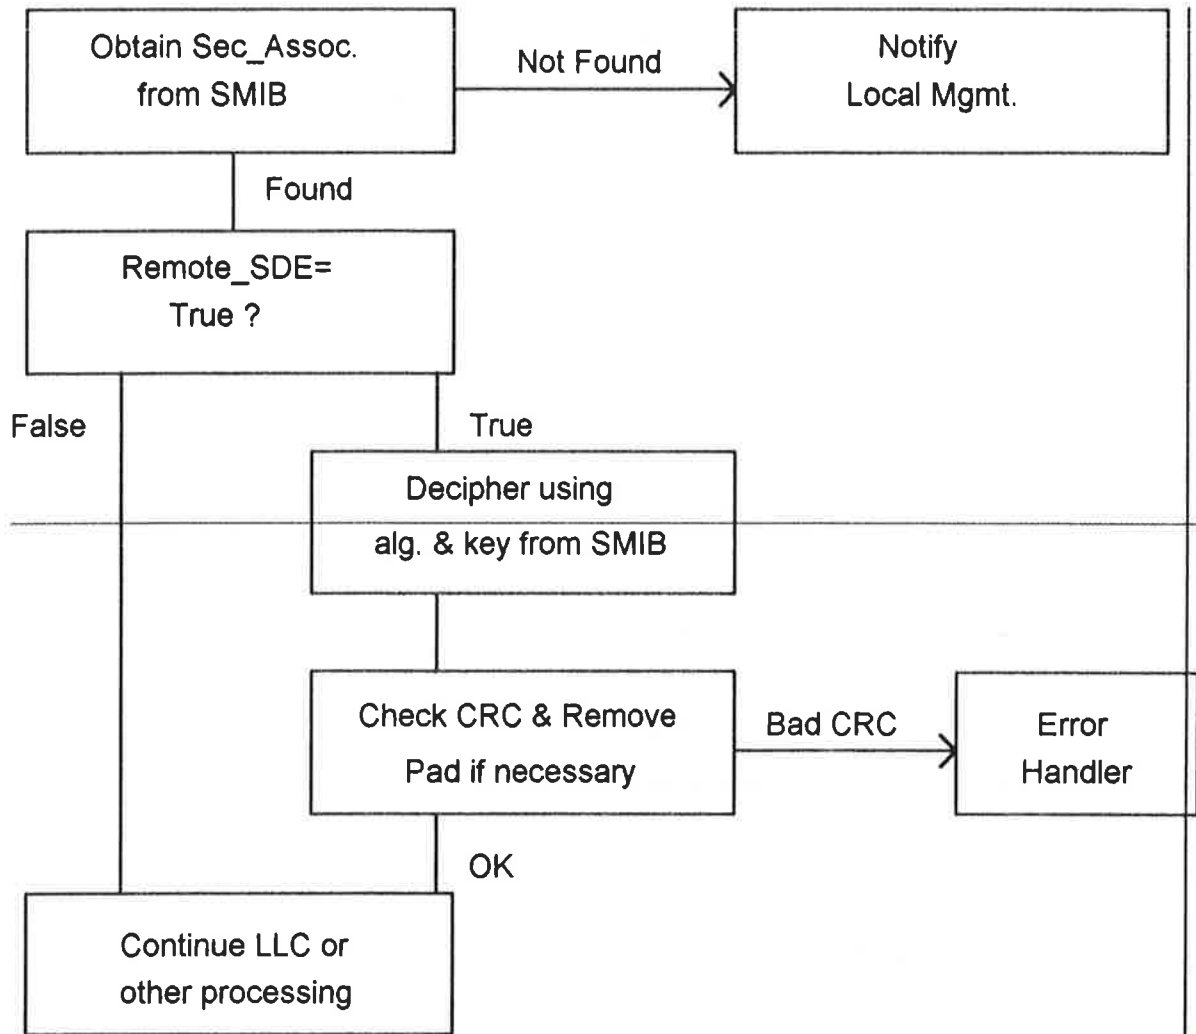 Obtain Sec_Assoc.
from SMIB
Not Found
Notify
Local Mgmt.
Found
Remote_SDE=
True ?
False
True
Decipher using
alg. & key from SMIB
Check CRC & Remove
Pad if necessary
Bad CRC
Error
Handler
OK
Continue LLC or
other processing